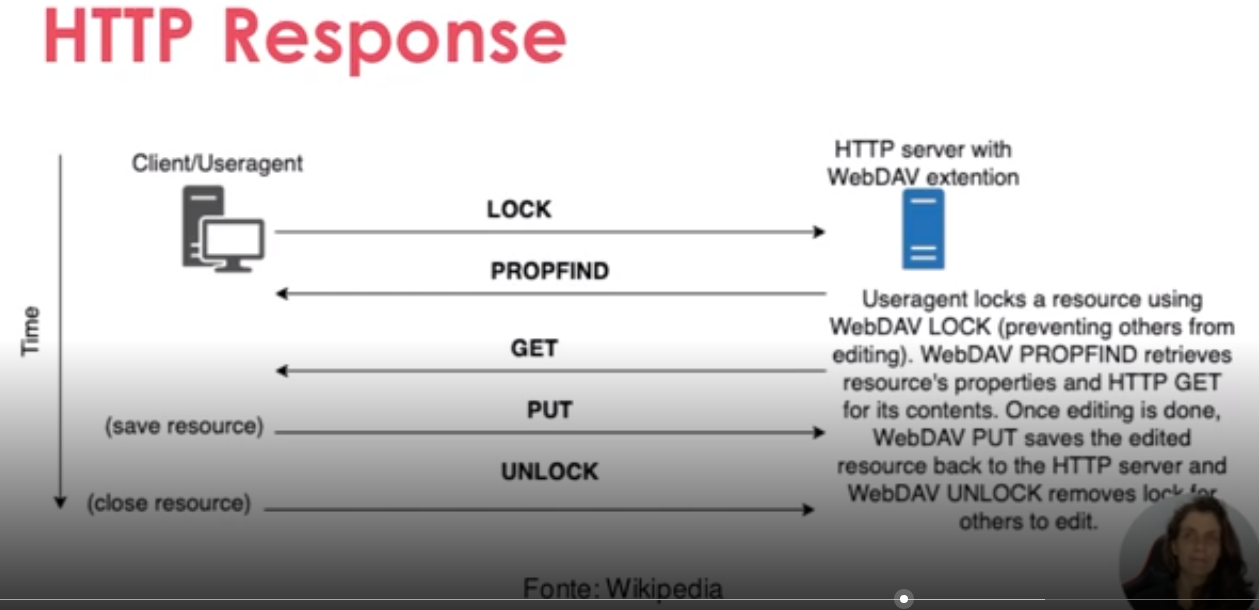 HTTP Response
Client/Useragent
HTTP server with
WebDAV extention
LOCK
PROPFIND
GET
PUT
UNLOCK
Time
(save resource)
(close resource)
Useragent locks a resource using
WebDAV LOCK (preventing others from
editing). WebDAV PROPFIND retrieves
resource's properties and HTTP GET
for its contents. Once editing is done,
WebDAV PUT saves the edited
resource back to the HTTP server and
WebDAV UNLOCK removes lock for
others to edit.
Fonte: Wikipedia